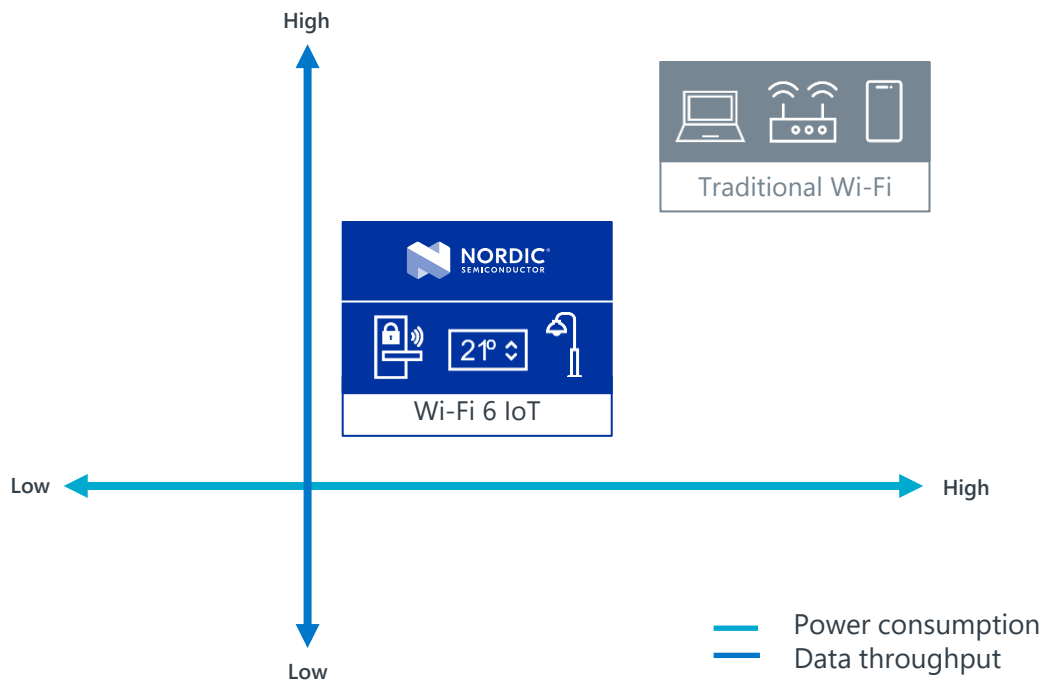 High
Traditional Wi-Fi
NORDIC®
SEMICONDUCTOR
21º
Wi-Fi 6 IoT
Low
High
Low
Power consumption
Data throughput